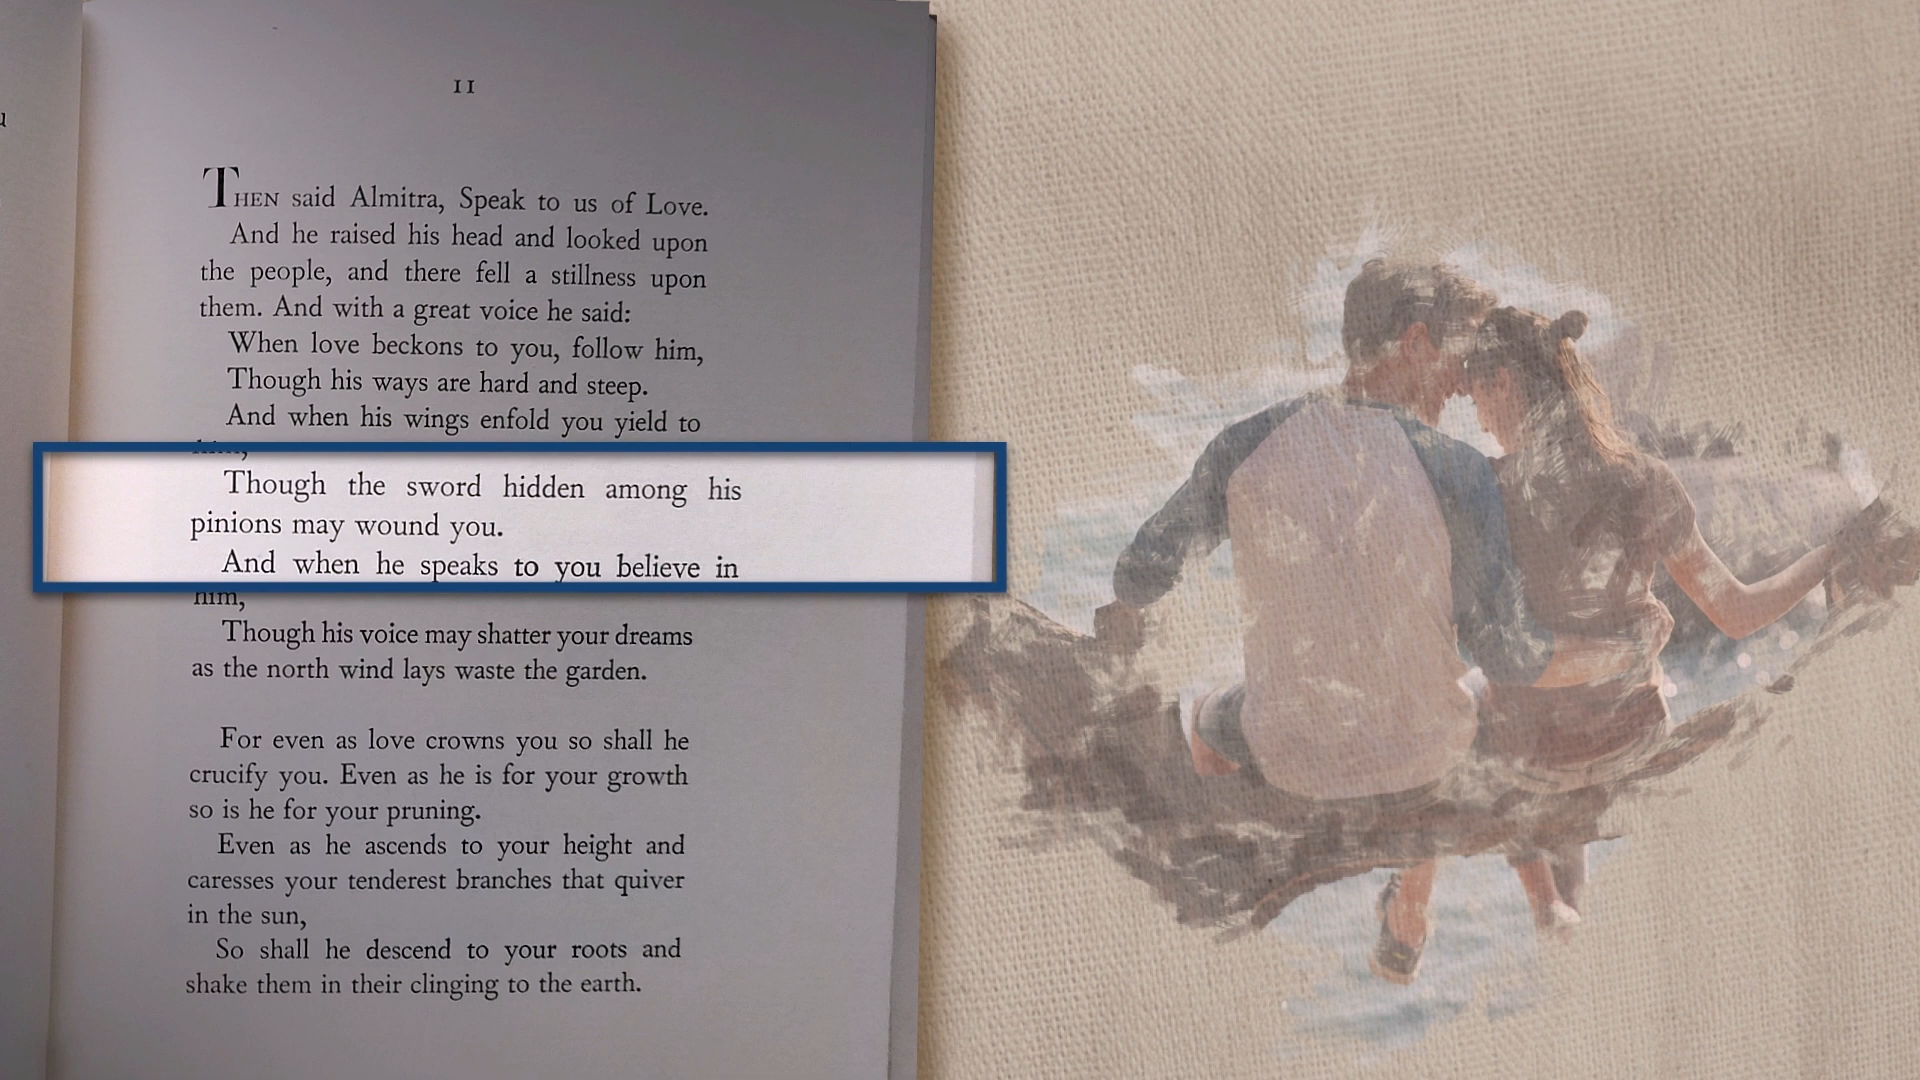 u
11
THEN said Almitra, Speak to us of Love.
And he raised his head and looked upon
the people, and there fell a stillness upon
them. And with a great voice he said:
When love beckons to you, follow him,
Though his ways are hard and steep.
And when his wings enfold you yield to
him,
Though the sword hidden among his
pinions may wound you.
And when he speaks to you believe in
him,
Though his voice may shatter your dreams
as the north wind lays waste the garden.
For even as love crowns you so shall he
crucify you. Even as he is for your growth
so is he for your pruning.
Even as he ascends to your height and
caresses your tenderest branches that quiver
in the sun,
So shall he descend to your roots and
shake them in their clinging to the earth.